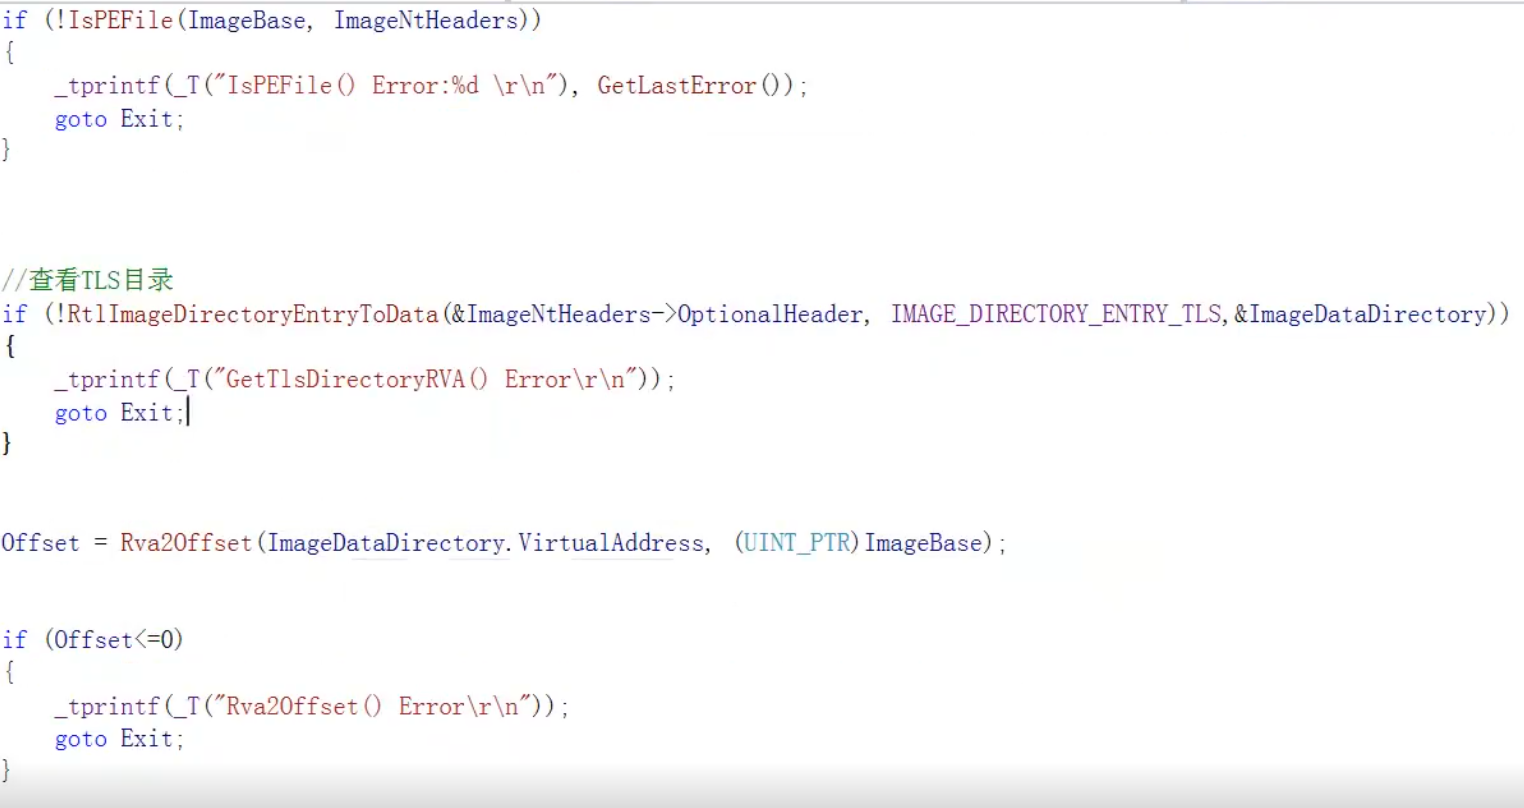 if (!IsPEFile(ImageBase, ImageNtHeaders))
{
    _tprintf(_T("IsPEFile() Error:%d \r\n"), GetLastError());
    goto Exit;
}
//查看TLS目录
if (!RtlImageDirectoryEntryToData(&ImageNtHeaders->OptionalHeader, IMAGE_DIRECTORY_ENTRY_TLS,&ImageDataDirectory))
{
    _tprintf(_T("GetTlsDirectoryRVA() Error\r\n"));
    goto Exit;
}
Offset = Rva2Offset(ImageDataDirectory.VirtualAddress, (UINT_PTR)ImageBase);
if (Offset<=0)
{
    _tprintf(_T("Rva2Offset() Error\r\n"));
    goto Exit;
}